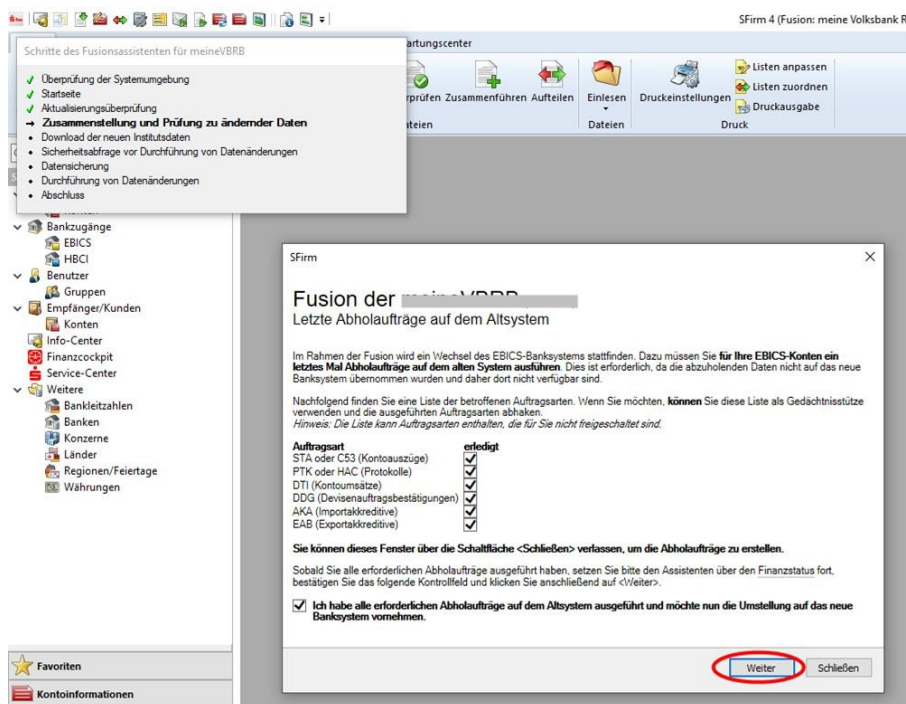 SFirm 4 (Fusion: meine Volksbank R
Schritte des Fusionsassistenten für meineVBRB
Überprüfung der Systemumgebung
Startseite
Aktualisierungsüberprüfung
Zusammenstellung und Prüfung zu ändernder Daten
Download der neuen Institutsdaten
Sicherheitsabfrage vor Durchführung von Datenänderungen
Datensicherung
Durchführung von Datenänderungen
Abschluss
artungscenter
rprüfen Zusammenführen Aufteilen
Einlesen
Druckeinstellungen
Listen anpassen
Listen zuordnen
Druckausgabe
ateien
Dateien
Druck
Bankzugänge
EBICS
HBCI
Benutzer
Gruppen
Empfänger/Kunden
Konten
Info-Center
Finanzcockpit
Service-Center
Weitere
Bankleitzahlen
Banken
Konzerne
Länder
Regionen/Feiertage
Währungen
Favoriten
Kontoinformationen
SFirm
Fusion der
Letzte Abholaufträge auf dem Altsystem
Im Rahmen der Fusion wird ein Wechsel des EBICS-Banksystems stattfinden. Dazu müssen Sie für Ihre EBICS-Konten ein
letztes Mal Abholaufträge auf dem alten System ausführen. Dies ist erforderlich, da die abzuholenden Daten nicht auf das neue
Banksystem übernommen wurden und daher dort nicht verfügbar sind.
Nachfolgend finden Sie eine Liste der betroffenen Auftragsarten. Wenn Sie möchten, können Sie diese Liste als Gedächtnisstütze
verwenden und die ausgeführten Auftragsarten abhaken.
Hinweis: Die Liste kann Auftragsarten enthalten, die für Sie nicht freigeschaltet sind.
Auftragsart erledigt
STA oder C53 (Kontoauszüge)
PTK oder HAC (Protokolle)
DTI (Kontoumsätze)
DDG (Devisenauftragsbestätigungen)
AKA (Importakkreditive)
EAB (Exportakkreditive)
Sie können dieses Fenster über die Schaltfläche <Schließen> verlassen, um die Abholaufträge zu erstellen.
Sobald Sie alle erforderlichen Abholaufträge ausgeführt haben, setzen Sie bitte den Assistenten über den Finanzstatus fort,
bestätigen Sie das folgende Kontrollfeld und klicken Sie anschließend auf <Weiter>.
Ich habe alle erforderlichen Abholaufträge auf dem Altsystem ausgeführt und möchte nun die Umstellung auf das neue
Banksystem vornehmen.
Weiter Schließen